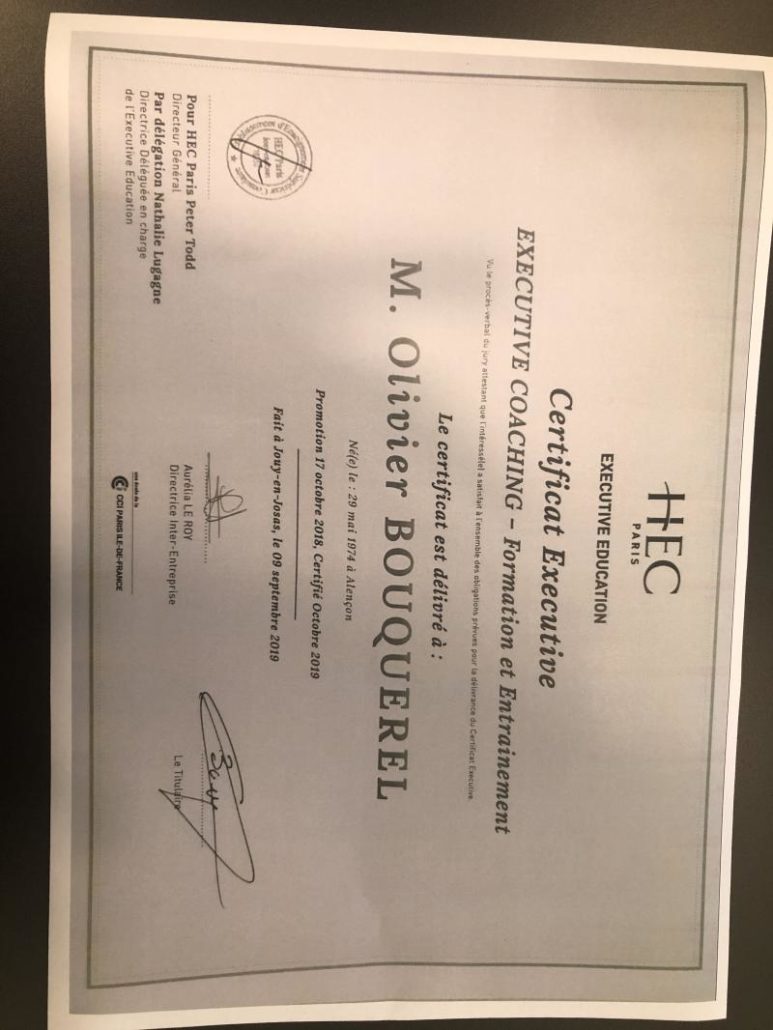 HEC
PARIS
EXECUTIVE EDUCATION
Certificat Executive
EXECUTIVE COACHING – Formation et Entrainement
Vu le procès-verbal du jury attestant que l'intéressé(e) a satisfait à l'ensemble des obligations prévues pour la délivrance du Certificat Executive
Le certificat est délivré à :
M. Olivier BOUQUEREL
Né(e) le : 29 mai 1974 à Alençon
Promotion 17 octobre 2018, Certifié Octobre 2019
Fait à Jouy-en-Josas, le 09 septembre 2019
HEC Paris
Pour HEC Paris Peter Todd
Directeur Général
Par délégation Nathalie Lugagne
Directrice Déléguée en charge
de l'Executive Education
Aurélia LE ROY
Directrice Inter-Entreprise
Le Titulaire
CCI PARIS ILE-DE-FRANCE